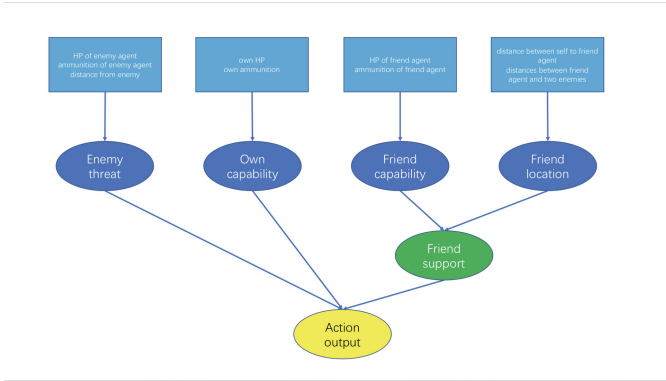 HP of enemy agent
ammunition of enemy agent
distance from enemy
own HP
own ammunition
HP of friend agent
ammunition of friend agent
distance between self to friend
agent
distances between friend
agent and two enemies
Enemy
threat
Own
capability
Friend
capability
Friend
location
Friend
support
Action
output